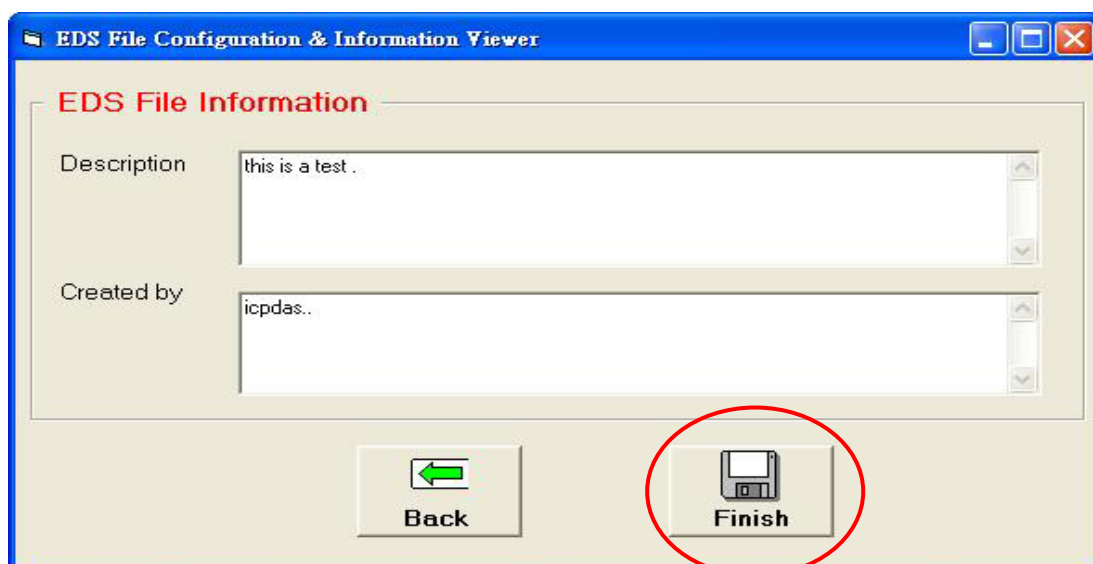 EDS File Configuration & Information Viewer
EDS File Information
Description
this is a test .
Created by
icpdas..
Back
Finish